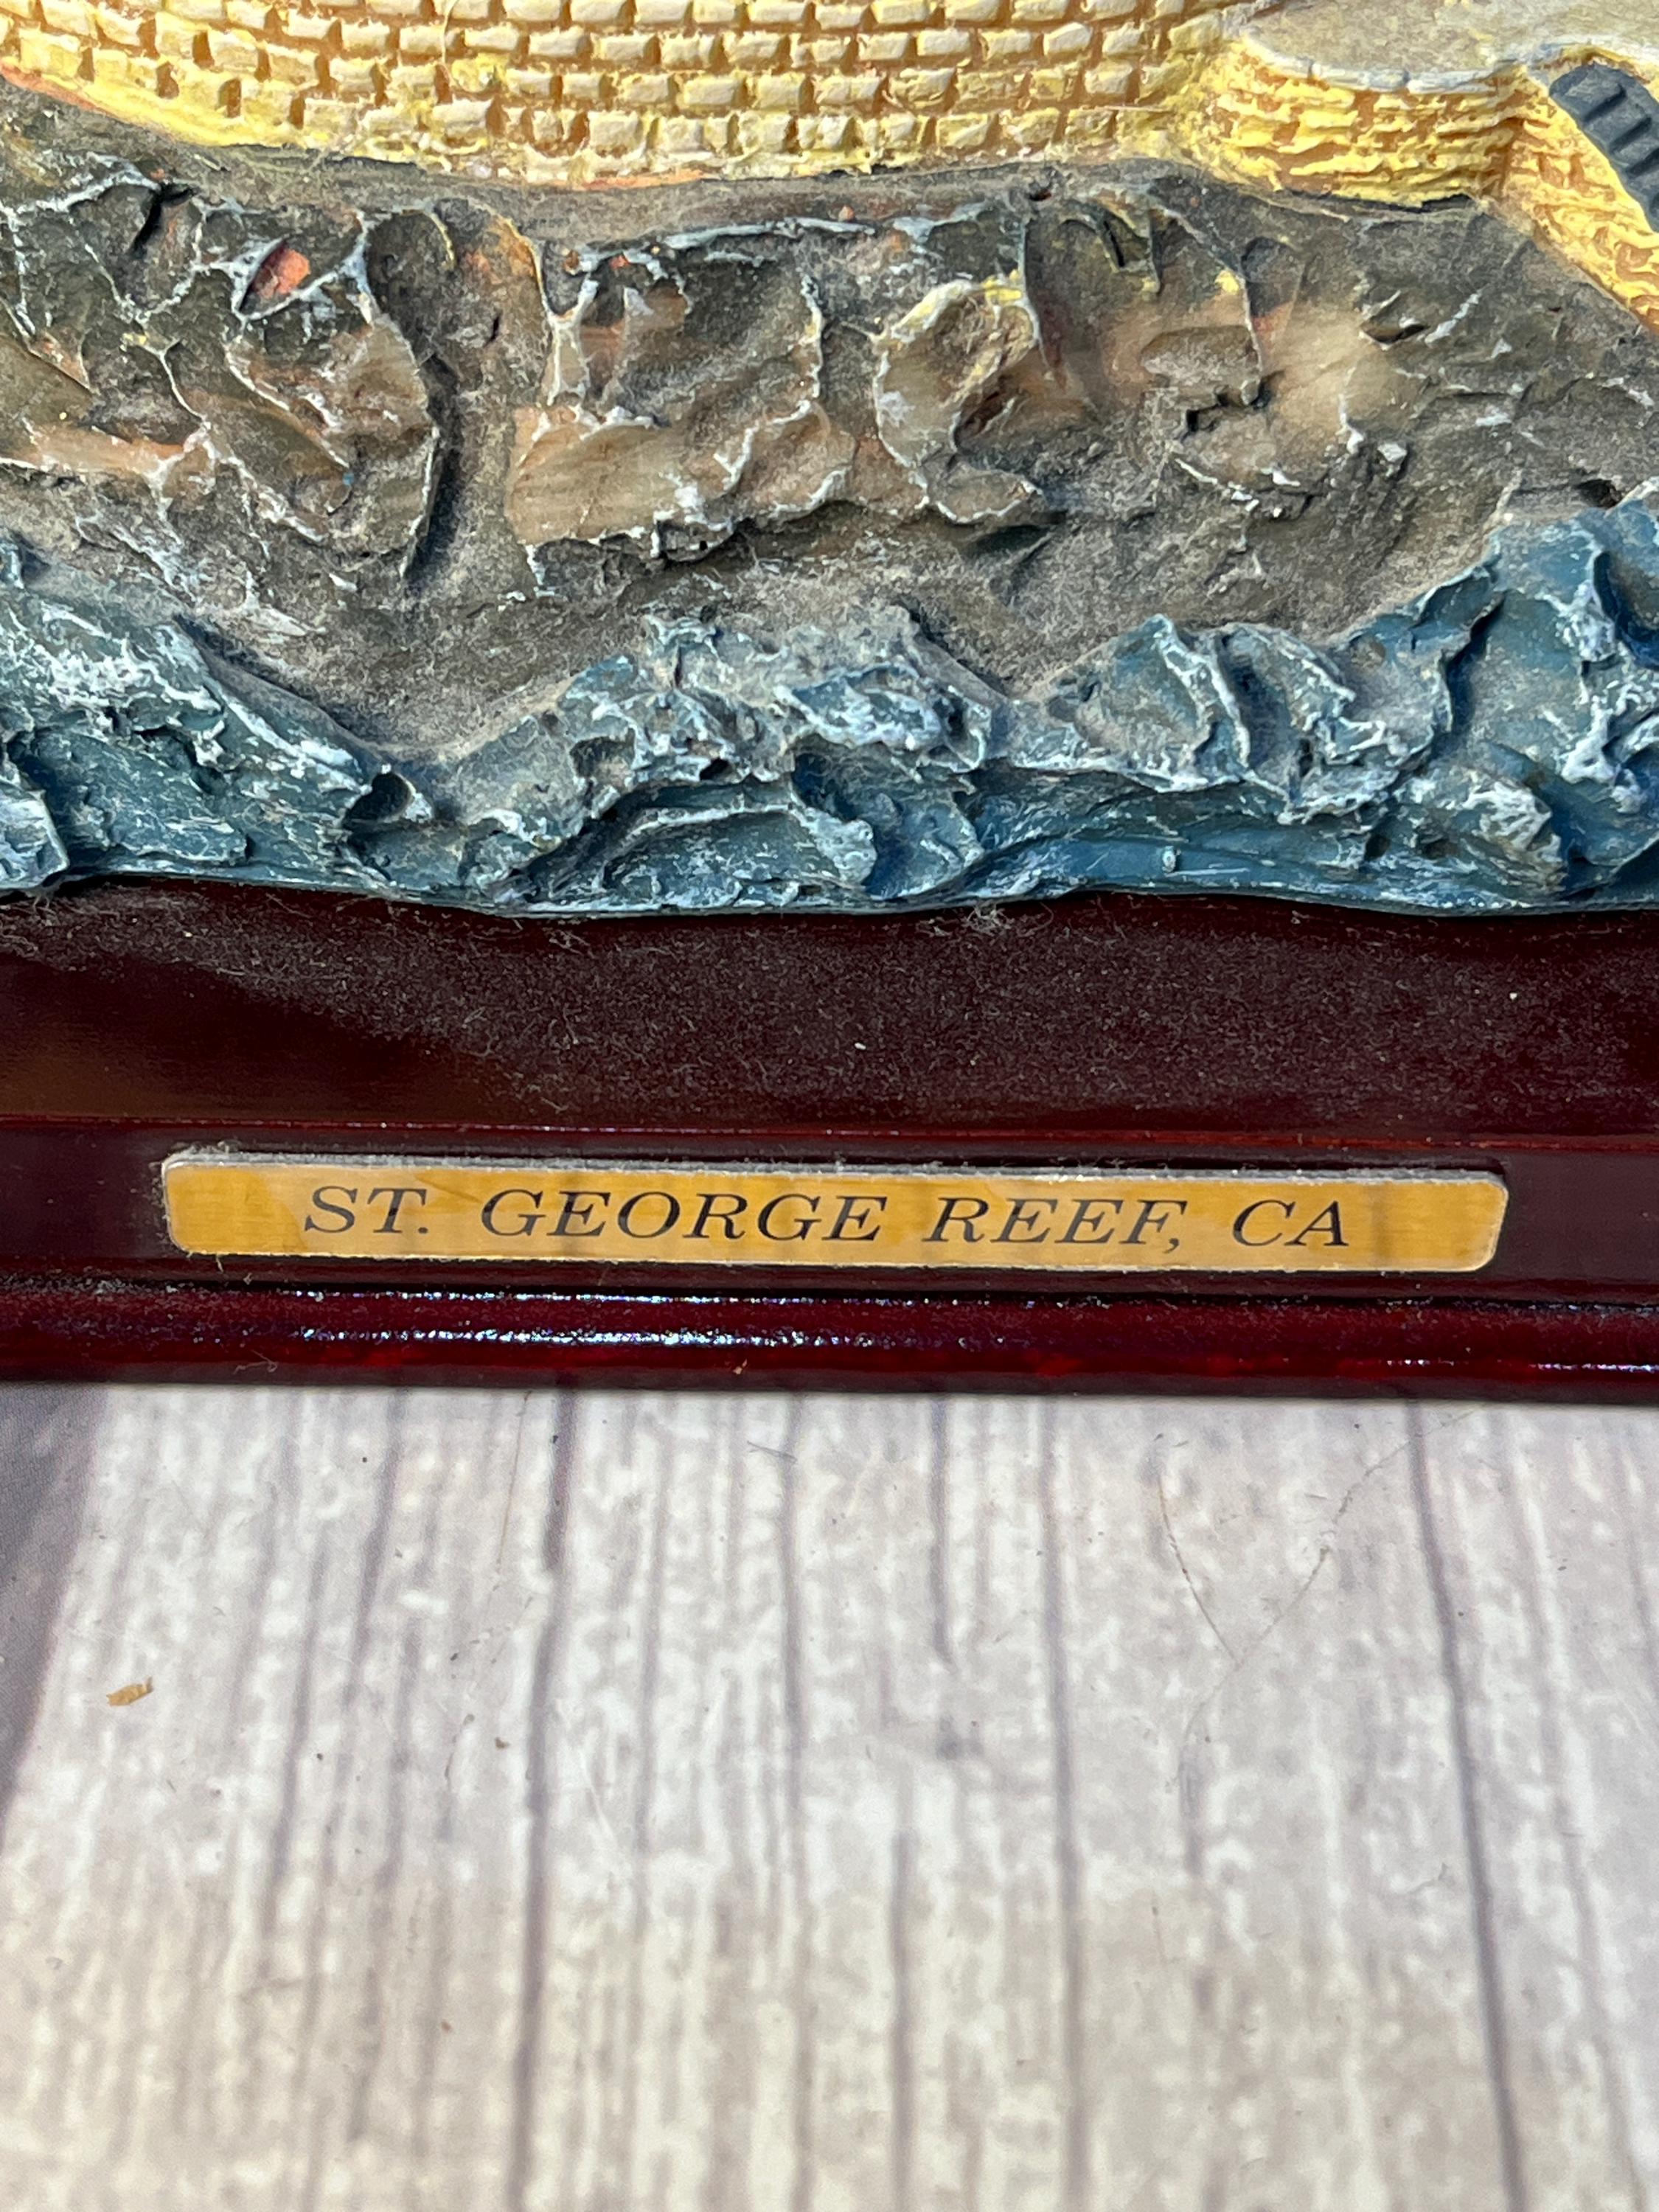 ST. GEORGE REEF, CA